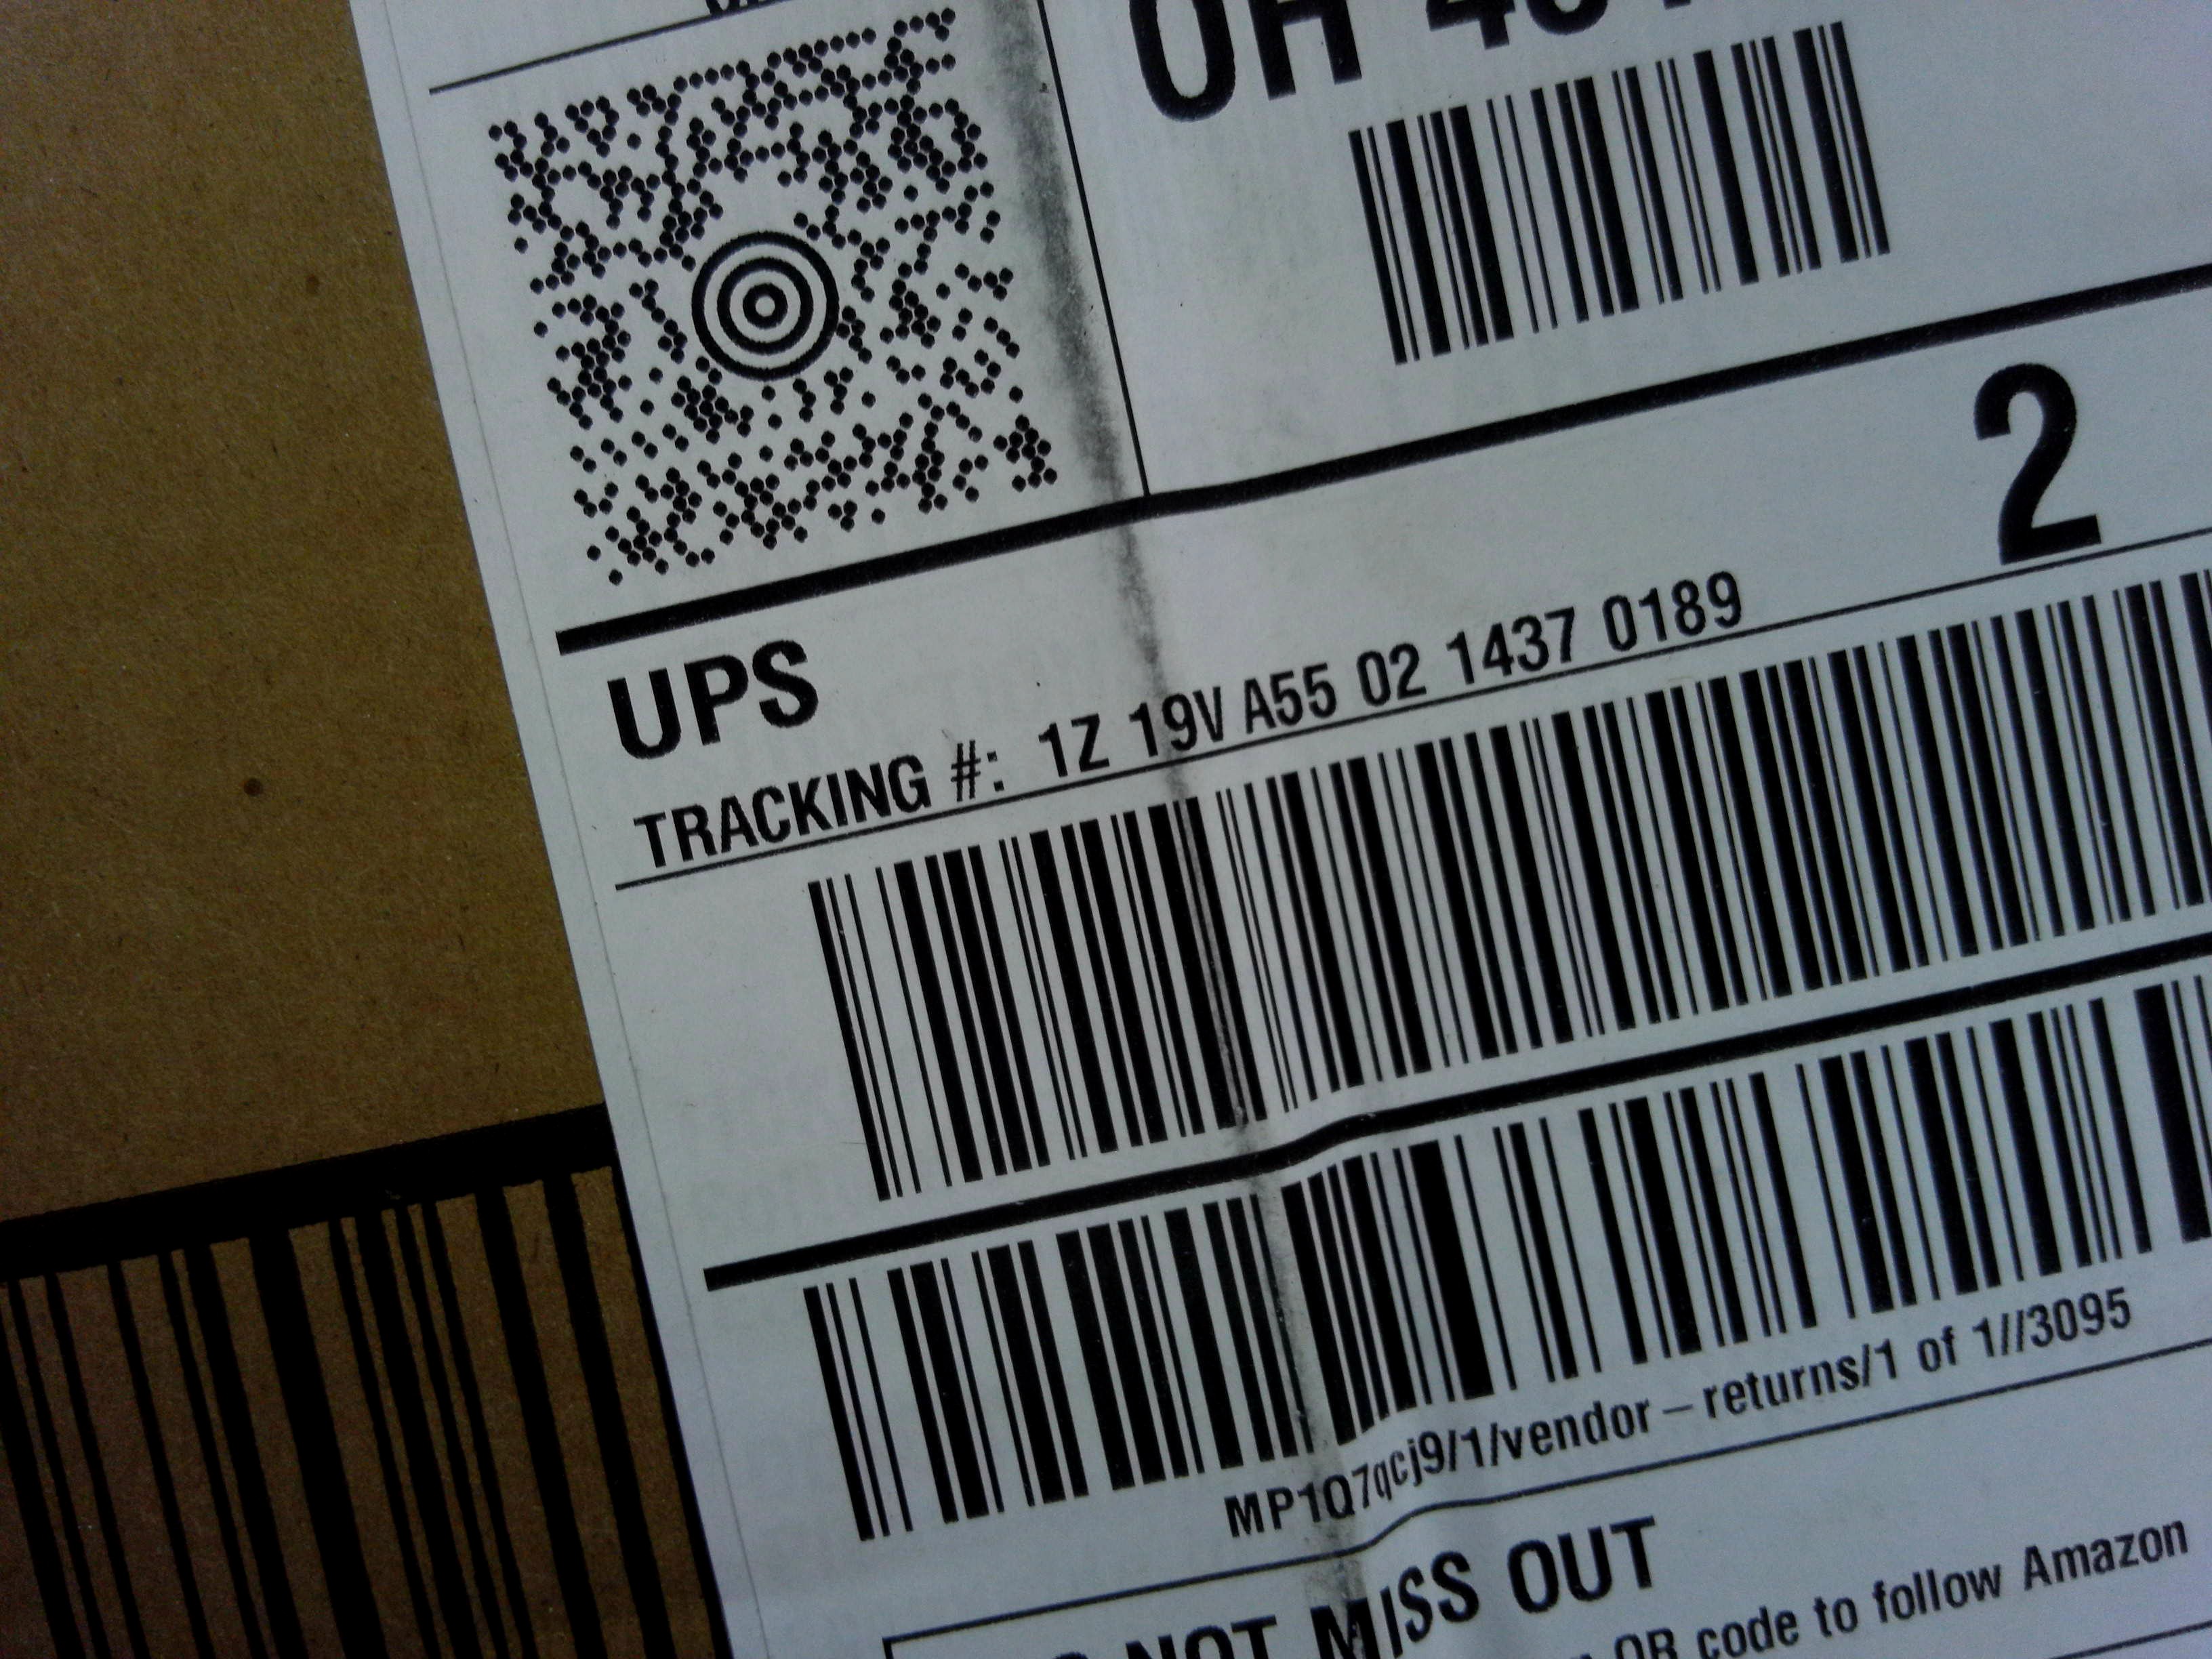 OH
2
UPS
TRACKING #: 1Z 19V A55 02 1437 0189
MP1Q7qcj9/1/vendor – returns/1 of 1//3095
NOT MISS OUT
QR code to follow Amazon